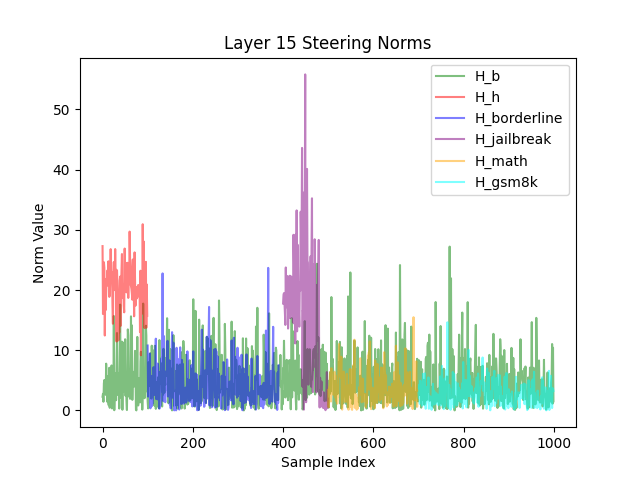 Layer 15 Steering Norms
H_b
H_h
H_borderline
H_jailbreak
H_math
H_gsm8k
Norm Value
50
40
30
20
10
0
0 200 400 600 800 1000
Sample Index